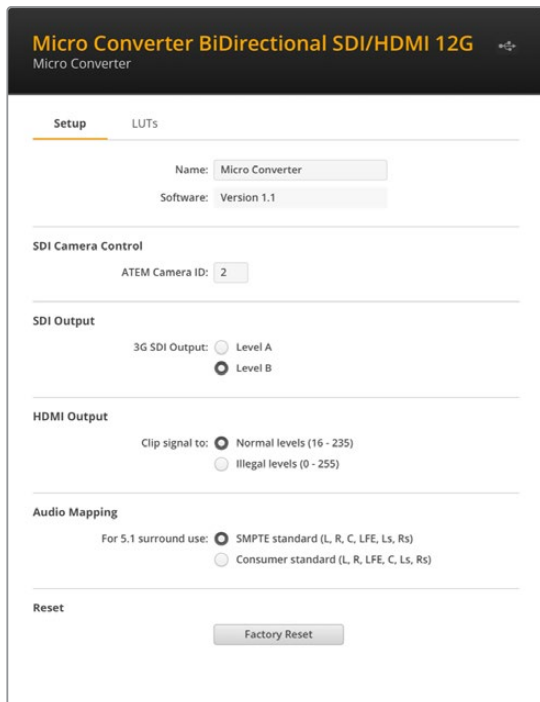 Micro Converter BiDirectional SDI/HDMI 12G
Micro Converter
Setup LUTs
Name: Micro Converter
Software: Version 1.1
SDI Camera Control
ATEM Camera ID: 2
SDI Output
3G SDI Output: Level A
Level B
HDMI Output
Clip signal to: Normal levels (16 - 235)
Illegal levels (0 - 255)
Audio Mapping
For 5.1 surround use: SMPTE standard (L, R, C, LFE, Ls, Rs)
Consumer standard (L, R, LFE, C, Ls, Rs)
Reset
Factory Reset